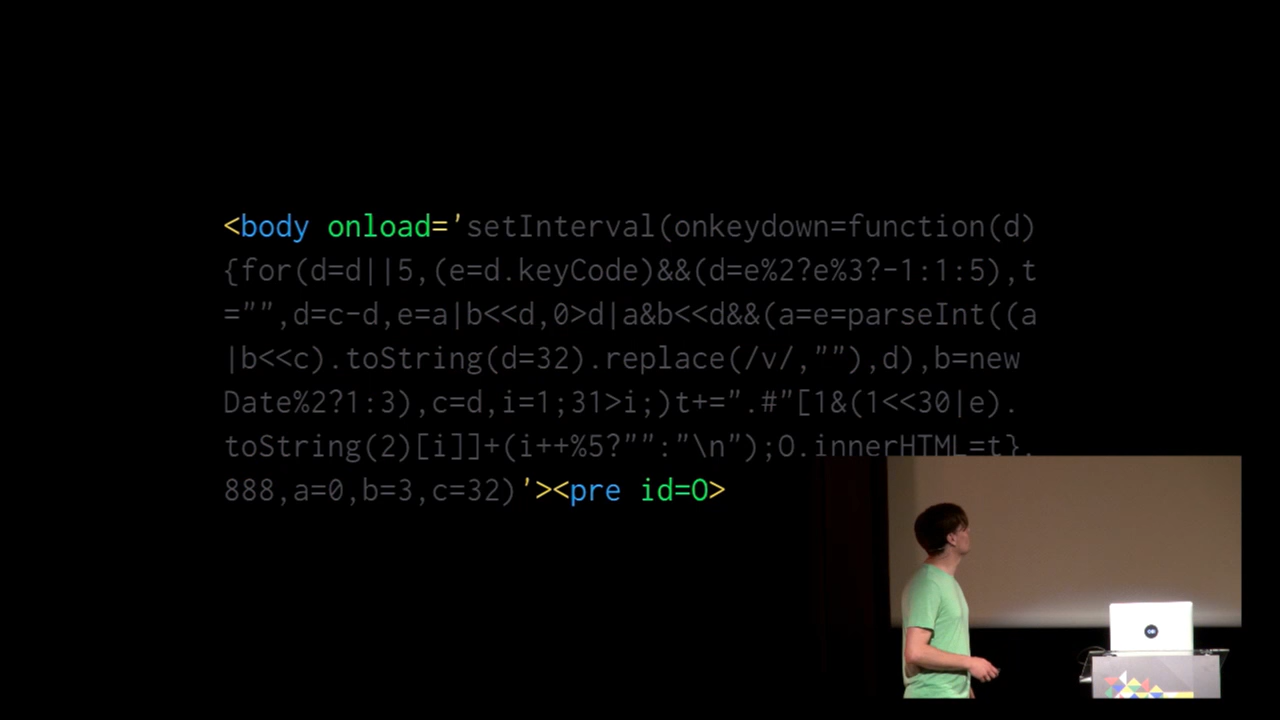 <body onload='setInterval(onkeydown=function(d)
{for(d=d||5,(e=d.keyCode)&&(d=e%2?e%3?-1:1:5),t
="",d=c-d,e=a|b<<d,0>d|a&b<<d&&(a=e=parseInt((a
|b<<c).toString(d=32).replace(/v/,""),d),b=new
Date%2?1:3),c=d,i=1;31>i;)t+=".#"[1&(1<<30|e).
toString(2)[i]]+(i++%5?"":"\n");O.innerHTML=t},
888,a=0,b=3,c=32)'><pre id=O>